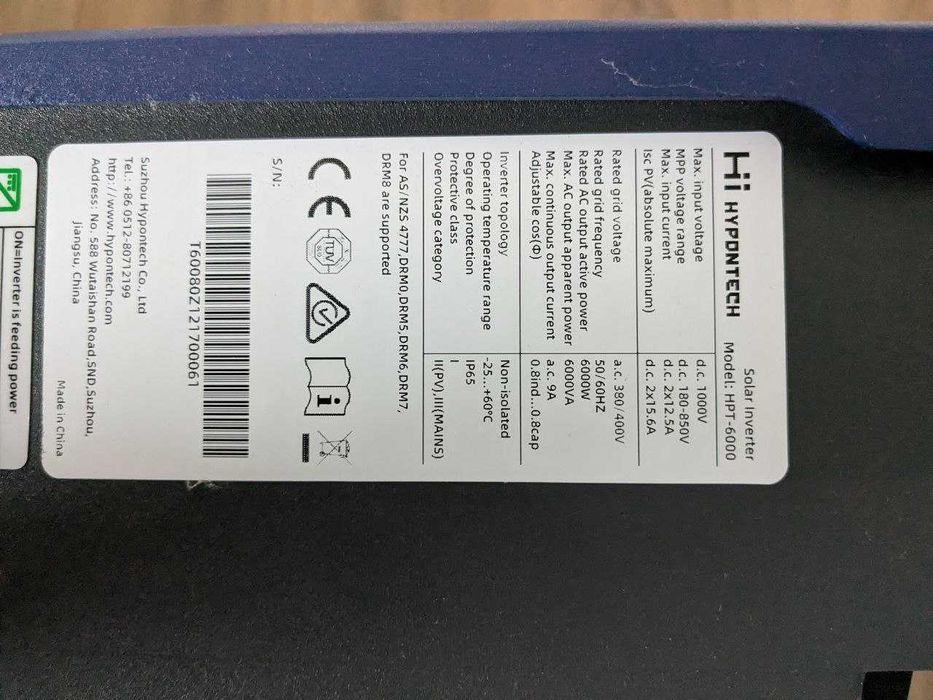 Hi HYPONTECH
Solar Inverter
Model: HPT-6000
Max. input voltage d.c. 1000V
MPP voltage range d.c. 180-850V
Max. input current d.c. 2x12.5A
Isc PV(absolute maximum) d.c. 2x15.6A
Rated grid voltage a.c. 380/400V
Rated grid frequency 50/60HZ
Rated AC output active power 6000W
Max. AC output apparent power 6000VA
Max. continuous output current a.c. 9A
Adjustable cos(Φ) 0.8ind...0.8cap
Inverter topology Non-isolated
Operating temperature range -25...+60℃
Degree of protection IP65
Protective class I
Overvoltage category II(PV),III(MAINS)
For AS/NZS 4777,DRM0,DRM5,DRM6,DRM7,
DRM8 are supported
CE TÜV
S/N:
T60080Z121700061
Suzhou Hypontech Co., Ltd
Tel.: +86 0512-80712199
http://www.hypontech.com
Address: No. 588 Wutaishan Road,SND,Suzhou,
Jiangsu, China
Made in China
ON=Inverter is feeding power